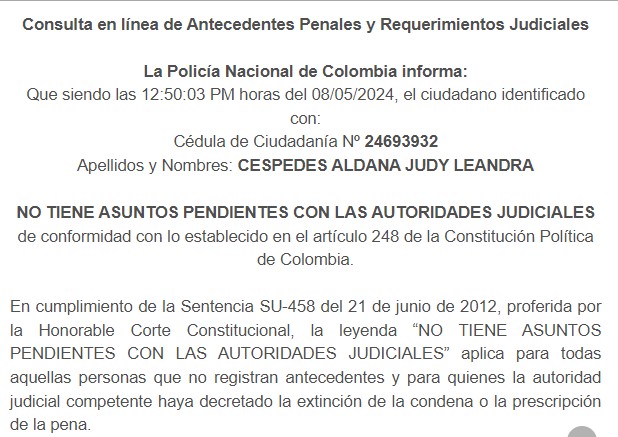 Consulta en línea de Antecedentes Penales y Requerimientos Judiciales
La Policía Nacional de Colombia informa:
Que siendo las 12:50:03 PM horas del 08/05/2024, el ciudadano identificado
con:
Cédula de Ciudadanía Nº 24693932
Apellidos y Nombres: CESPEDES ALDANA JUDY LEANDRA
NO TIENE ASUNTOS PENDIENTES CON LAS AUTORIDADES JUDICIALES
de conformidad con lo establecido en el artículo 248 de la Constitución Política
de Colombia.
En cumplimiento de la Sentencia SU-458 del 21 de junio de 2012, proferida por
la Honorable Corte Constitucional, la leyenda “NO TIENE ASUNTOS
PENDIENTES CON LAS AUTORIDADES JUDICIALES” aplica para todas
aquellas personas que no registran antecedentes y para quienes la autoridad
judicial competente haya decretado la extinción de la condena o la prescripción
de la pena.